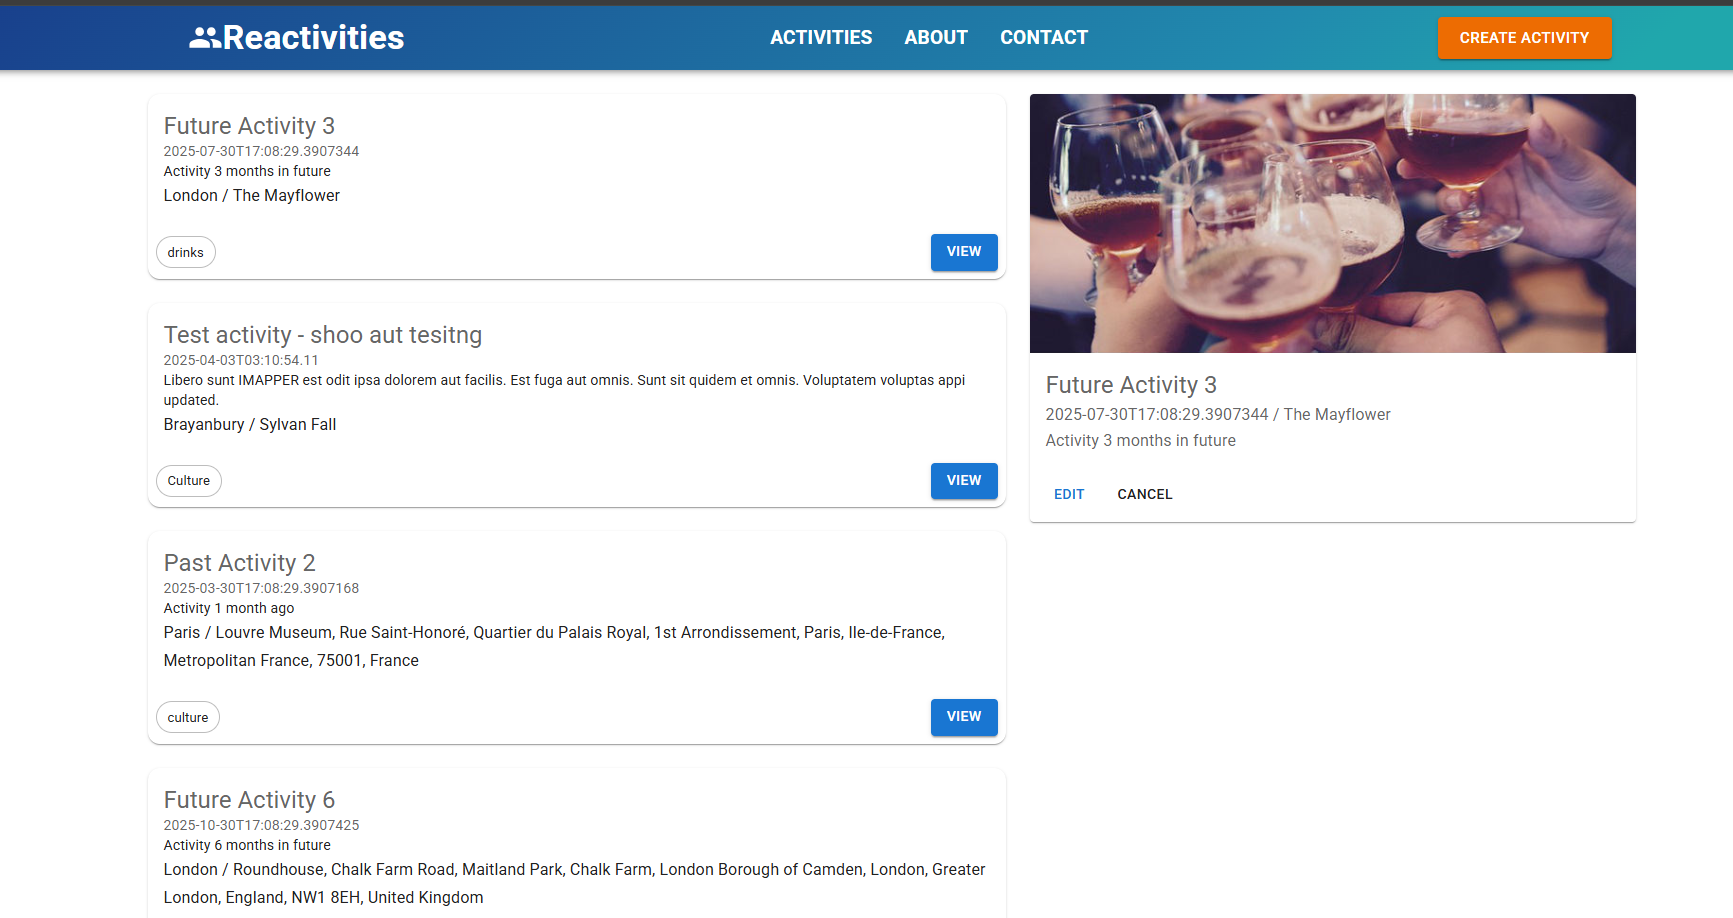 Reactivities
ACTIVITIES ABOUT CONTACT
CREATE ACTIVITY
Future Activity 3
2025-07-30T17:08:29.3907344
Activity 3 months in future
London / The Mayflower
drinks
VIEW
Test activity - shoo aut tesitng
2025-04-03T03:10:54.11
Libero sunt IMAPPER est odit ipsa dolorem aut facilis. Est fuga aut omnis. Sunt sit quidem et omnis. Voluptatem voluptas appi
updated.
Brayanbury / Sylvan Fall
Culture
VIEW
Past Activity 2
2025-03-30T17:08:29.3907168
Activity 1 month ago
Paris / Louvre Museum, Rue Saint-Honoré, Quartier du Palais Royal, 1st Arrondissement, Paris, Ile-de-France,
Metropolitan France, 75001, France
culture
VIEW
Future Activity 6
2025-10-30T17:08:29.3907425
Activity 6 months in future
London / Roundhouse, Chalk Farm Road, Maitland Park, Chalk Farm, London Borough of Camden, London, Greater
London, England, NW1 8EH, United Kingdom
Future Activity 3
2025-07-30T17:08:29.3907344 / The Mayflower
Activity 3 months in future
EDIT CANCEL